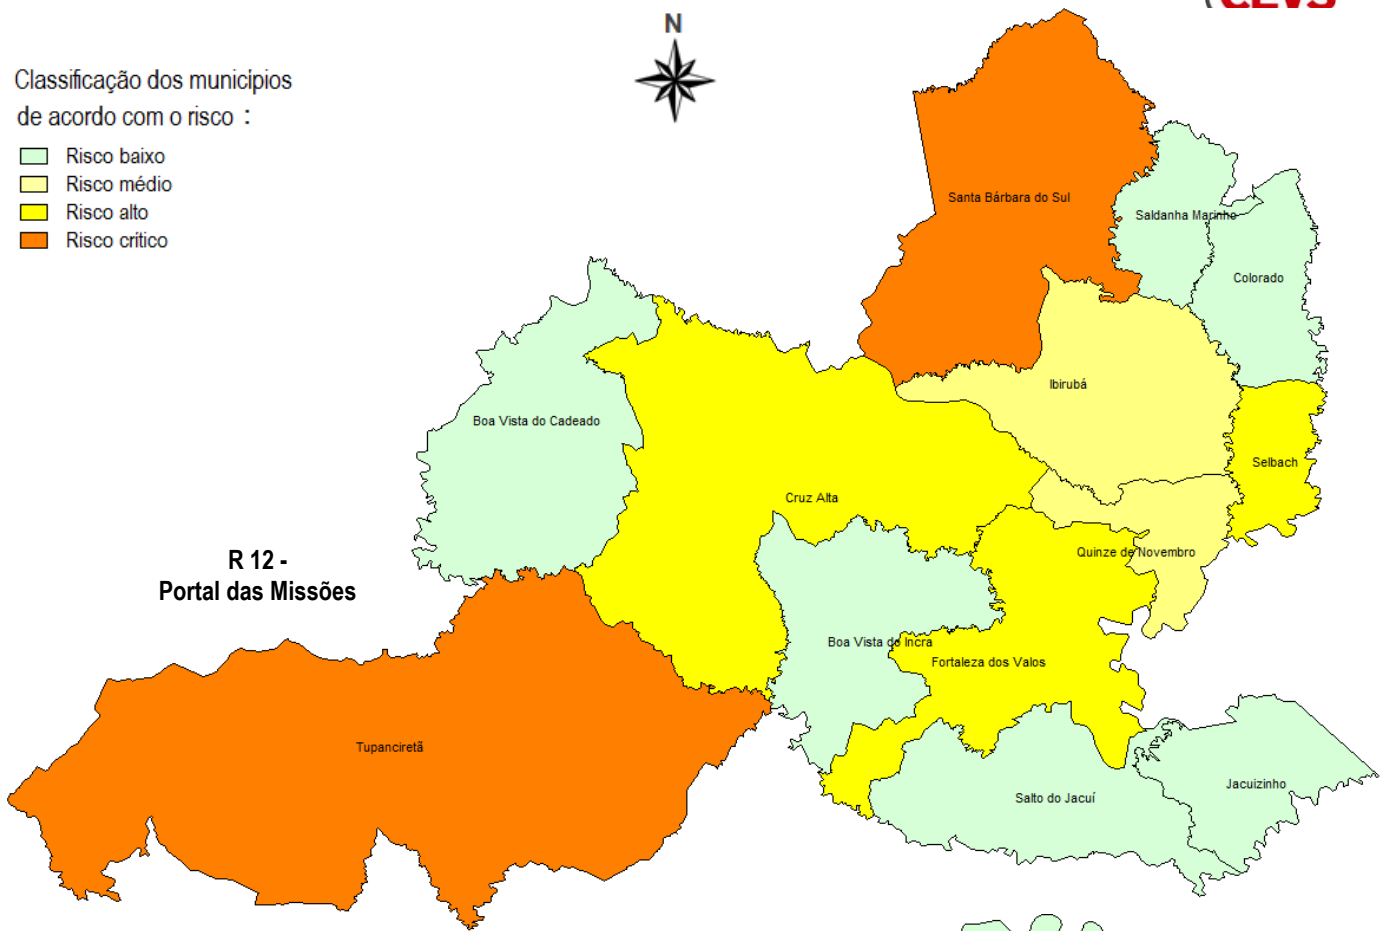 CEVS
N
Classificação dos municípios
de acordo com o risco :
Risco baixo
Risco médio
Risco alto
Risco crítico
Santa Bárbara do Sul
Saldanha Marinho
Colorado
Ibirubá
Boa Vista do Cadeado
Selbach
Cruz Alta
Quinze de Novembro
R 12 -
Portal das Missões
Boa Vista do Incra
Fortaleza dos Valos
Tupanciretã
Jacuizinho
Salto do Jacuí